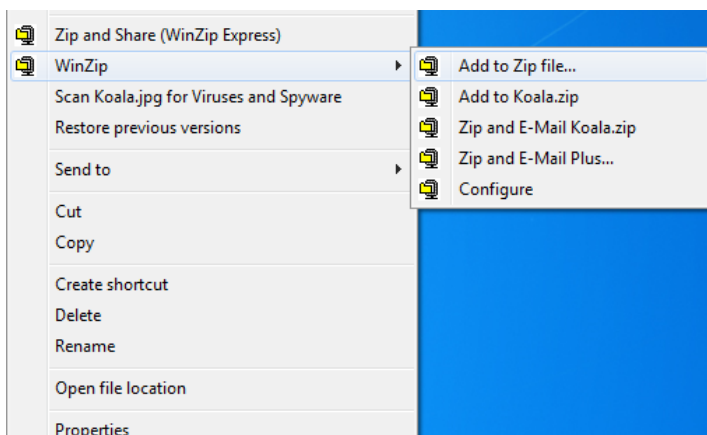 Zip and Share (WinZip Express)
WinZip
Scan Koala.jpg for Viruses and Spyware
Restore previous versions
Send to
Cut
Copy
Create shortcut
Delete
Rename
Open file location
Properties
Add to Zip file...
Add to Koala.zip
Zip and E-Mail Koala.zip
Zip and E-Mail Plus...
Configure